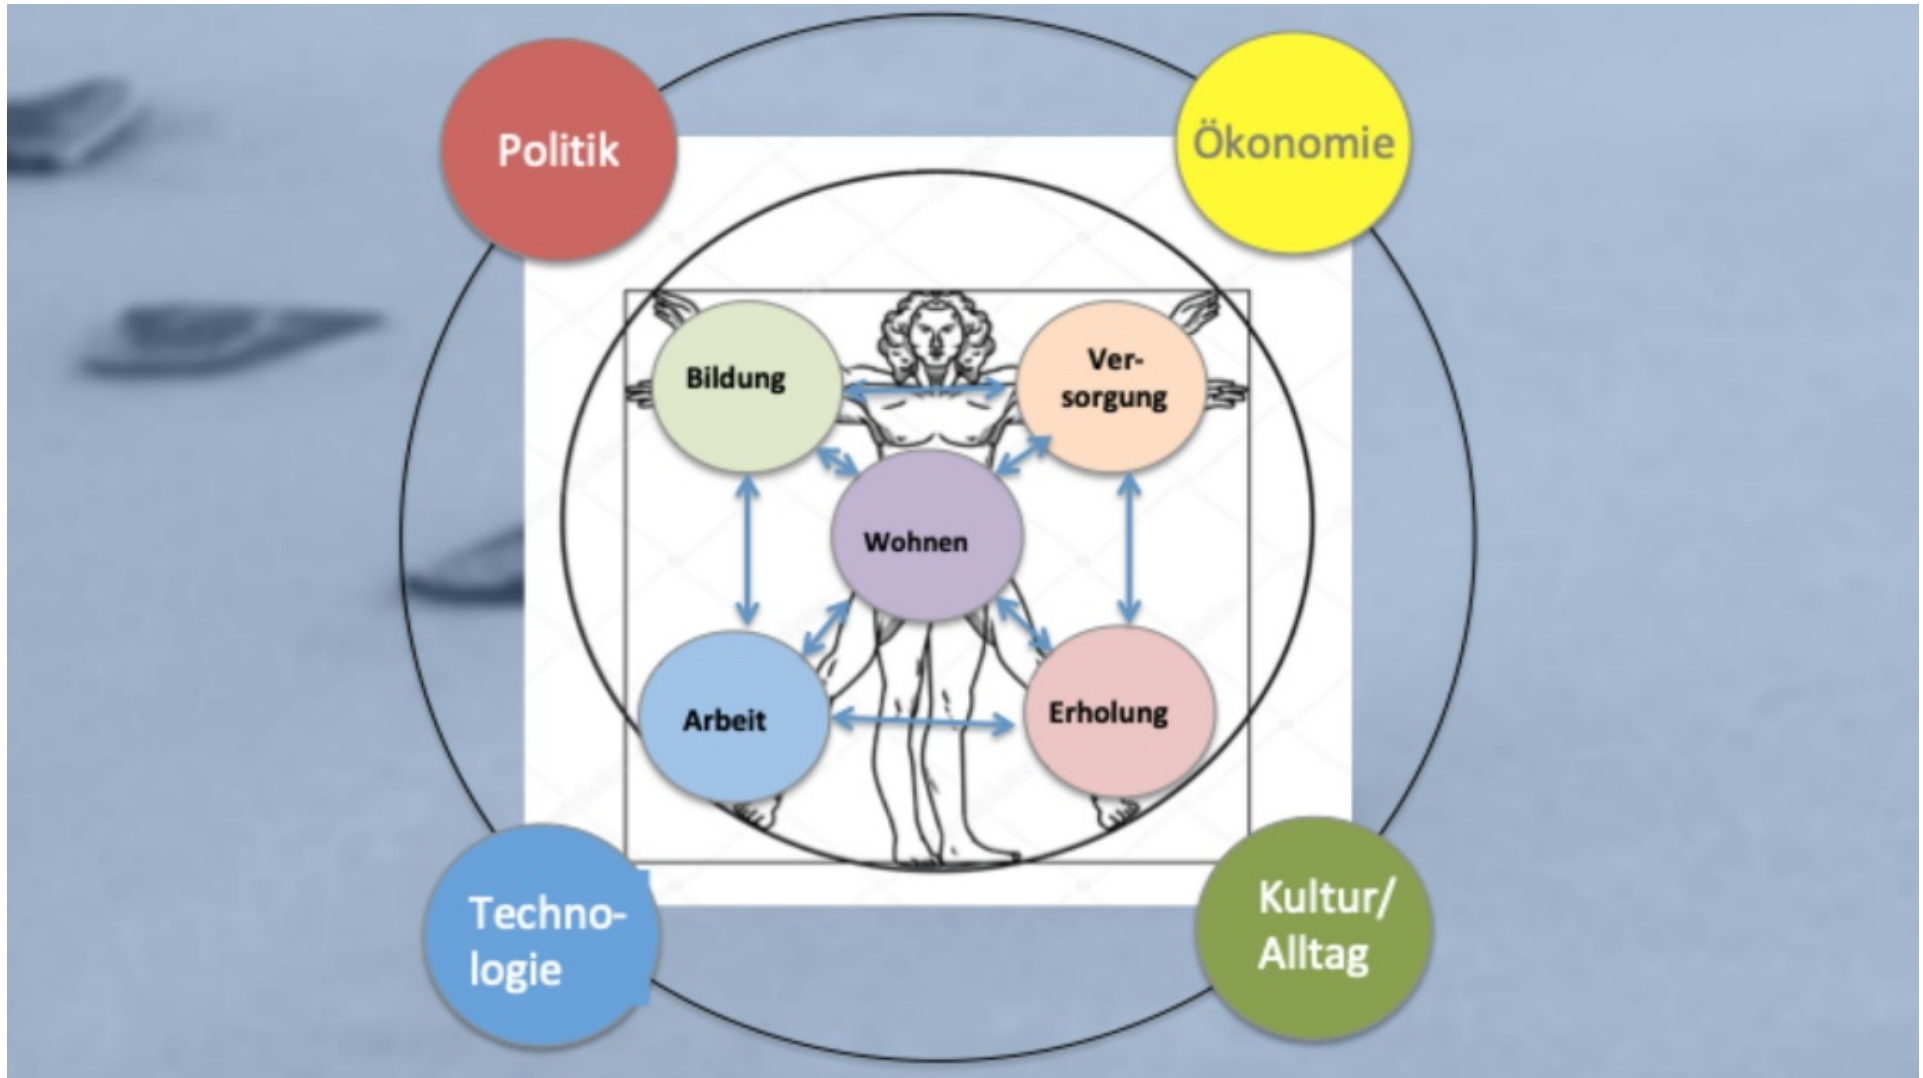 Politik
Ökonomie
Bildung
Ver-
sorgung
Wohnen
Arbeit
Erholung
Techno-
logie
Kultur/
Alltag